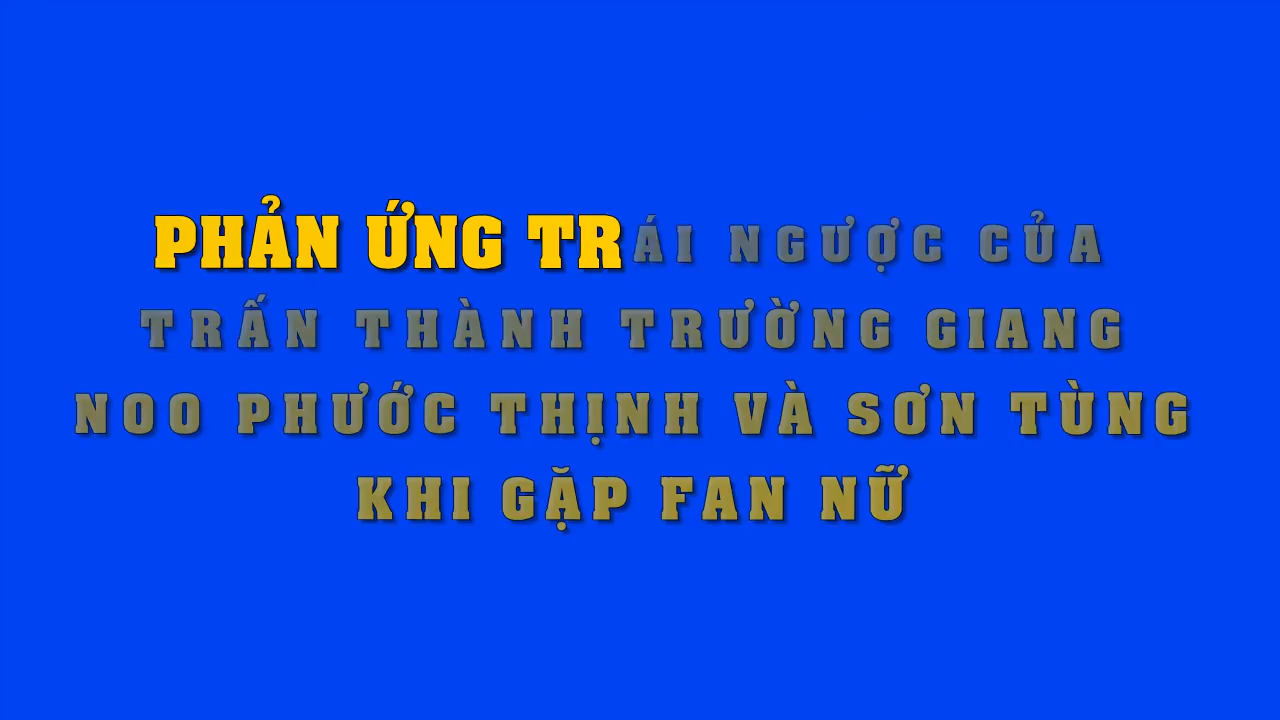 PHẢN ỨNG TRÁI NGƯỢC CỦA
TRẤN THÀNH TRƯỜNG GIANG
NOO PHƯỚC THỊNH VÀ SƠN TÙNG
KHI GẶP FAN NỮ